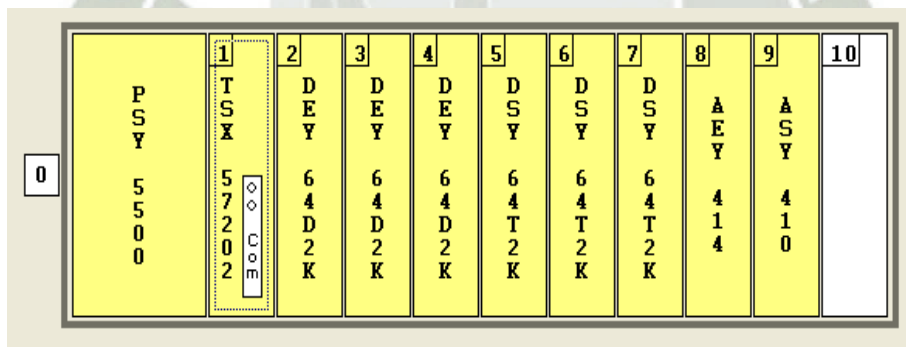 0
PSY 5500
1
TSX 57202
Com
2
DEY 64D2K
3
DEY 64D2K
4
DEY 64D2K
5
DSY 64T2K
6
DSY 64T2K
7
DSY 64T2K
8
AEY 414
9
ASY 410
10